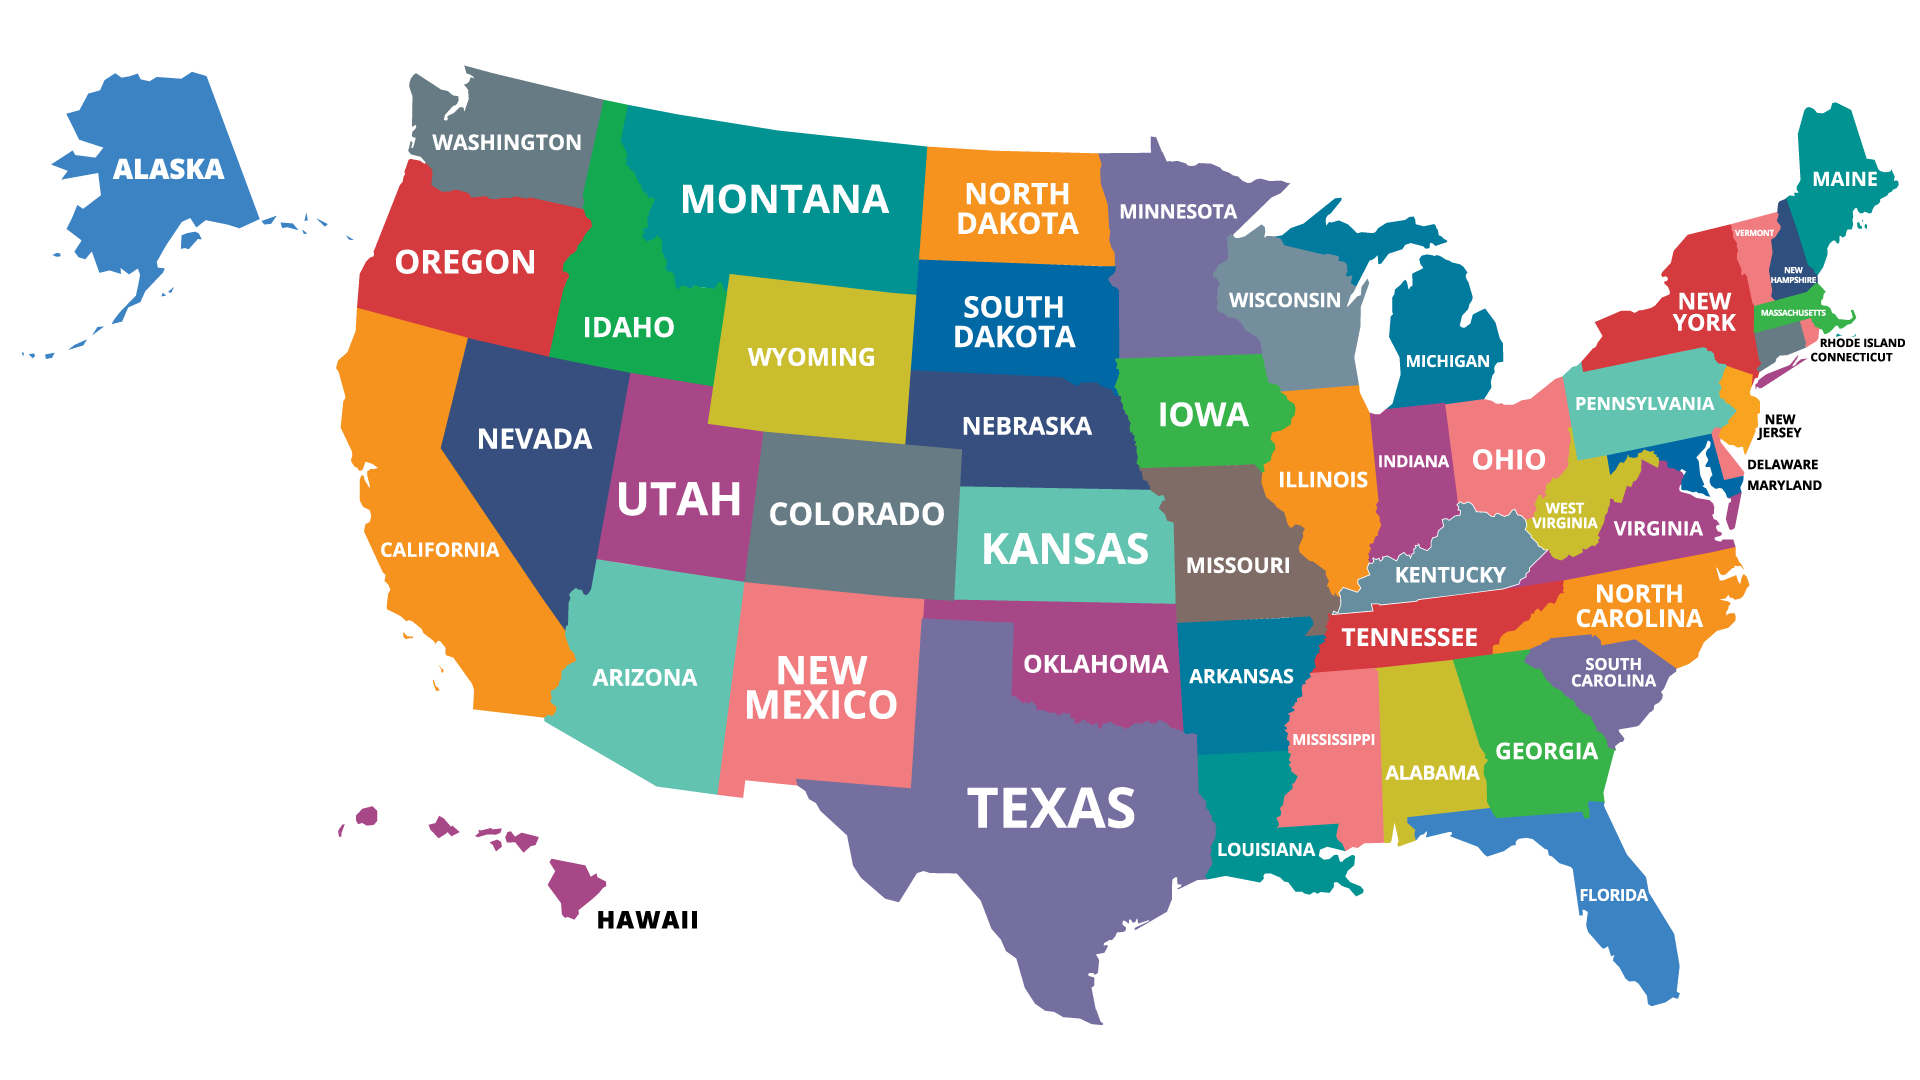 ALASKA
WASHINGTON
OREGON
IDAHO
MONTANA
NORTH
DAKOTA
MINNESOTA
WISCONSIN
MICHIGAN
MAINE
VERMONT
NEW
HAMPSHIRE
NEW
YORK
MASSACHUSETTS
RHODE ISLAND
CONNECTICUT
WYOMING
SOUTH
DAKOTA
NEBRASKA
IOWA
ILLINOIS
INDIANA
OHIO
PENNSYLVANIA
NEW
JERSEY
DELAWARE
MARYLAND
WEST
VIRGINIA
VIRGINIA
CALIFORNIA
NEVADA
UTAH
COLORADO
KANSAS
MISSOURI
KENTUCKY
NORTH
CAROLINA
TENNESSEE
SOUTH
CAROLINA
ARIZONA
NEW
MEXICO
OKLAHOMA
ARKANSAS
MISSISSIPPI
ALABAMA
GEORGIA
TEXAS
LOUISIANA
FLORIDA
HAWAII